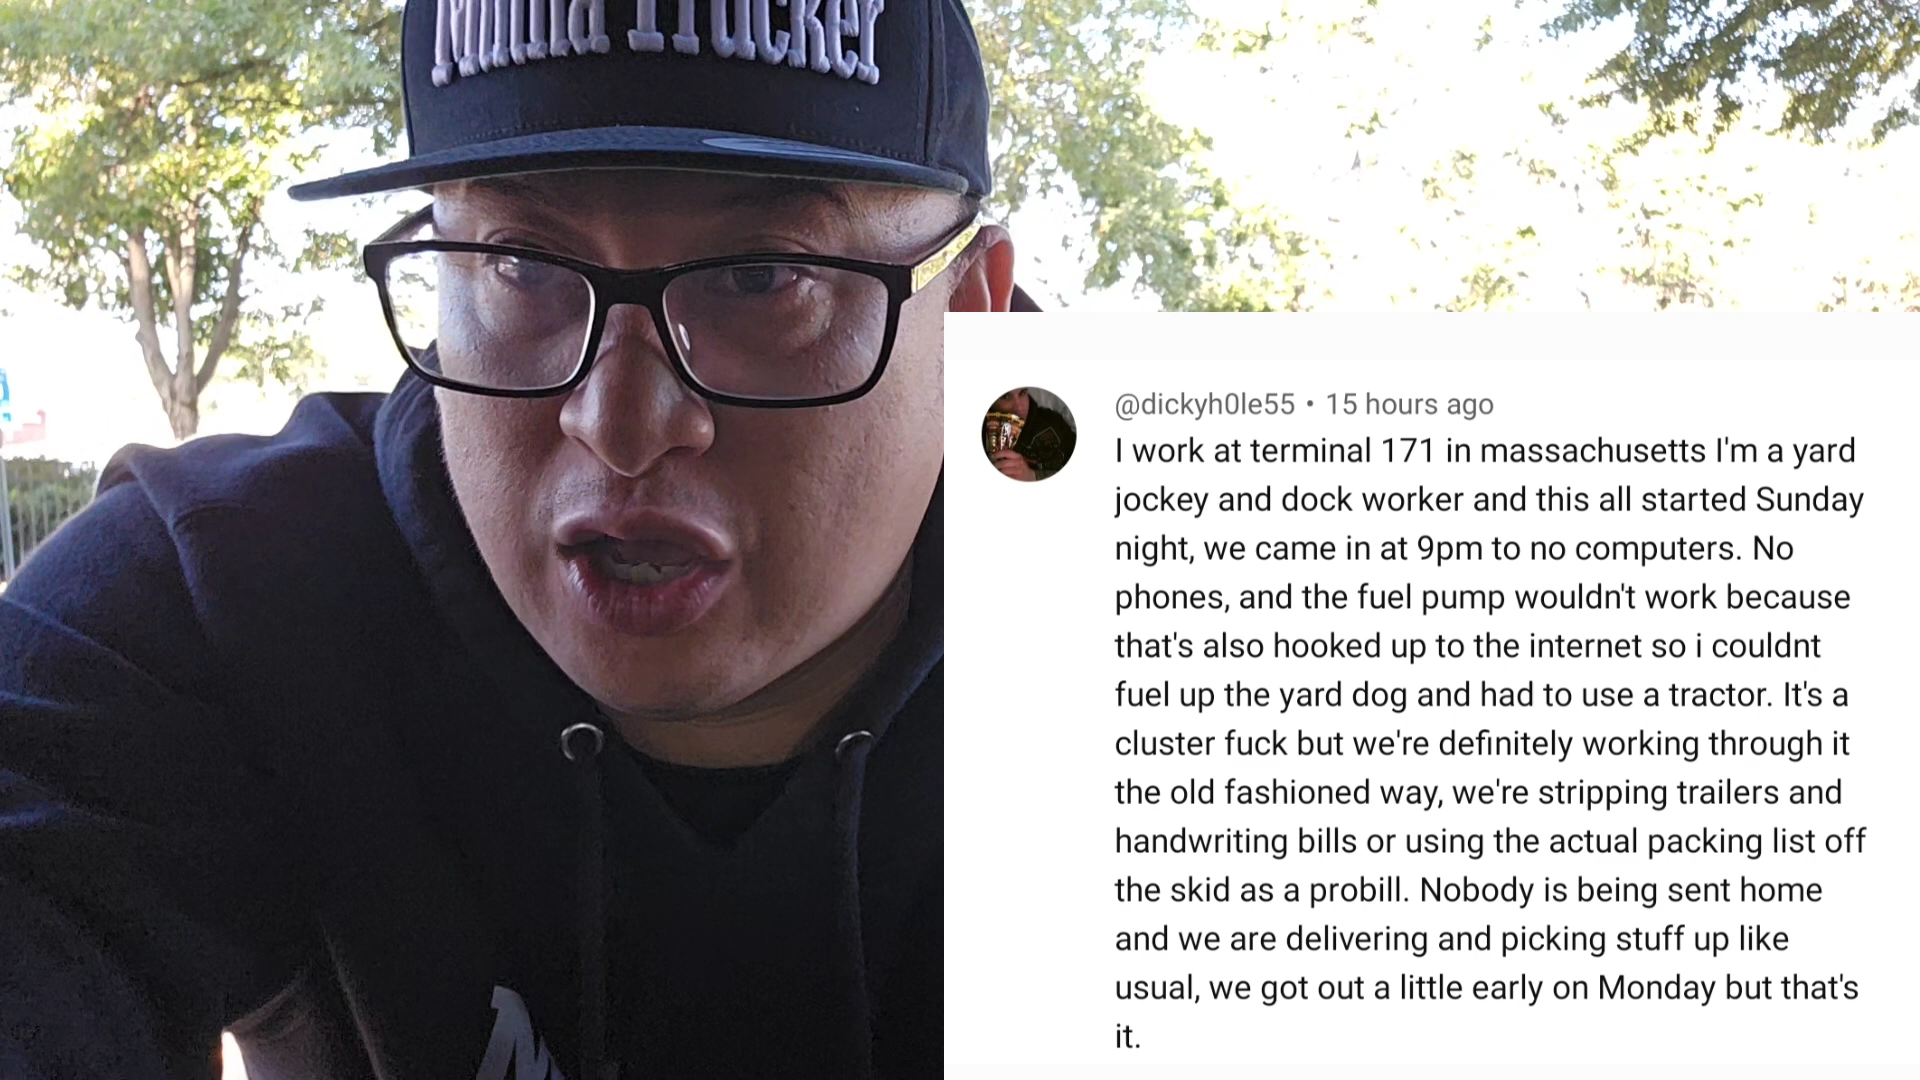 Mutha Trucker
@dickyh0le55 • 15 hours ago
I work at terminal 171 in massachusetts I'm a yard
jockey and dock worker and this all started Sunday
night, we came in at 9pm to no computers. No
phones, and the fuel pump wouldn't work because
that's also hooked up to the internet so i couldnt
fuel up the yard dog and had to use a tractor. It's a
cluster fuck but we're definitely working through it
the old fashioned way, we're stripping trailers and
handwriting bills or using the actual packing list off
the skid as a probill. Nobody is being sent home
and we are delivering and picking stuff up like
usual, we got out a little early on Monday but that's
it.